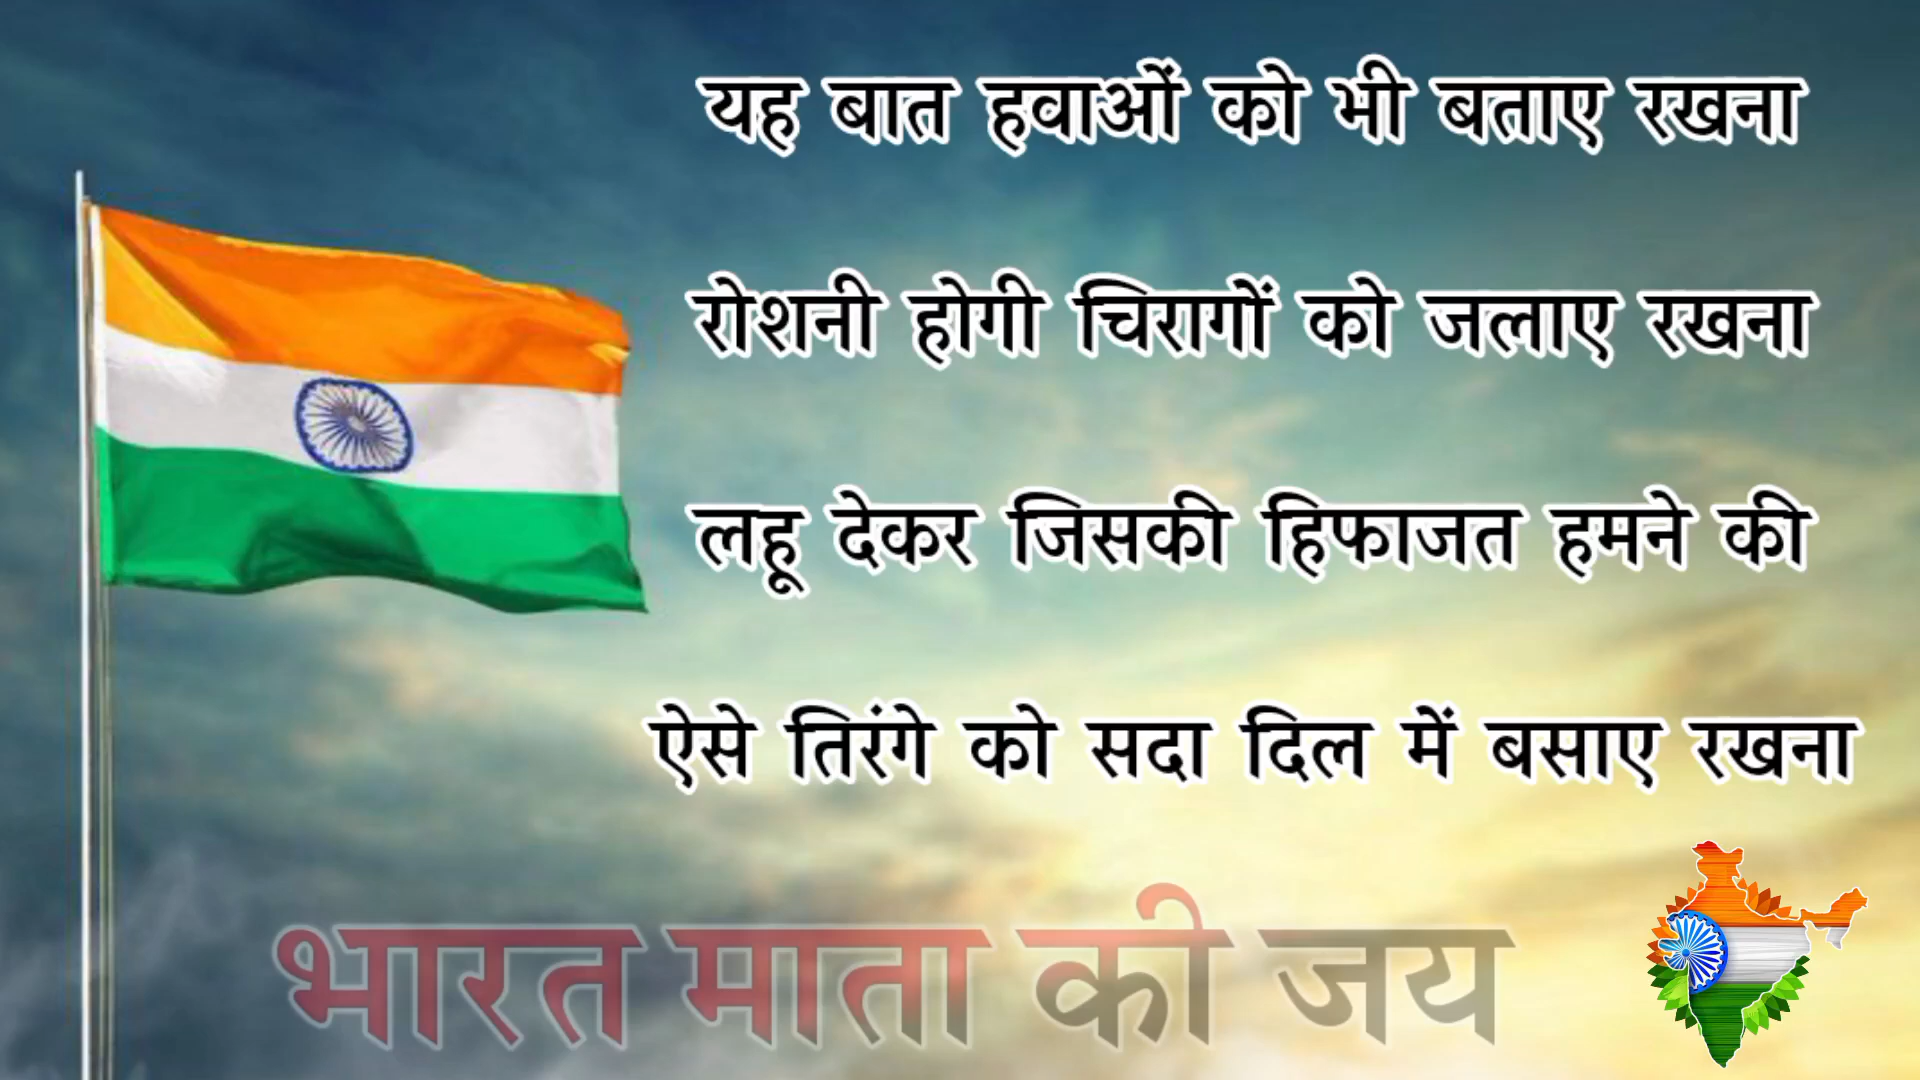 यह बात हवाओं को भी बताए रखना
रोशनी होगी चिरागों को जलाए रखना
लहू देकर जिसकी हिफाजत हमने की
ऐसे तिरंगे को सदा दिल में बसाए रखना
भारत माता की जय